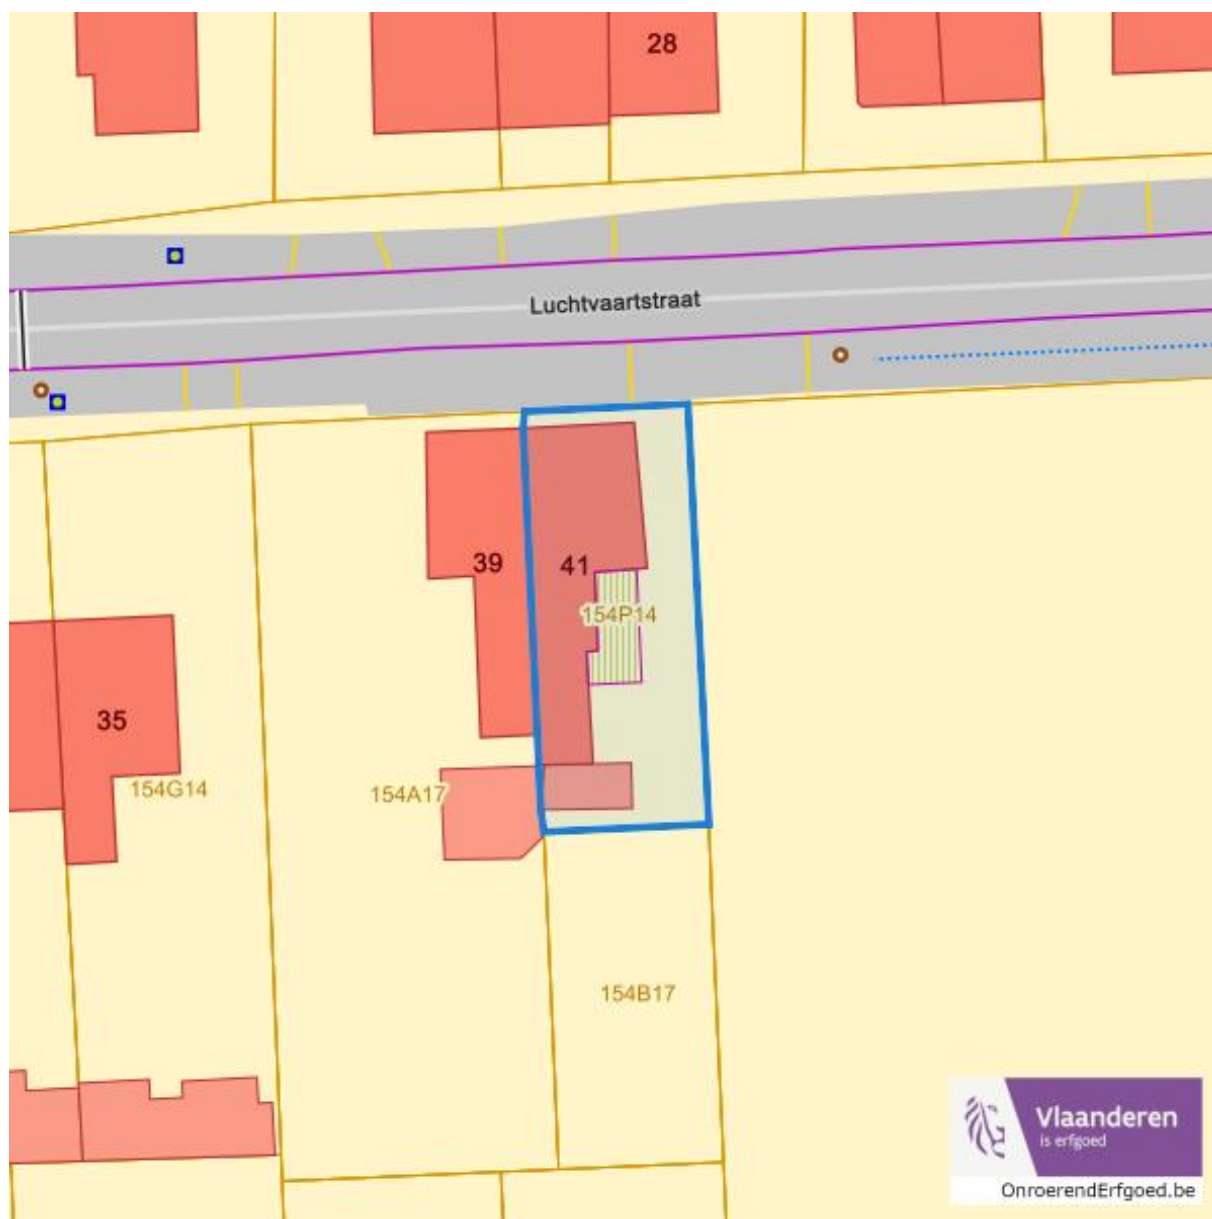 28
Luchtvaartstraat
39
41
154P14
35
154G14
154A17
154B17
Vlaanderen
is erfgoed
OnroerendErfgoed.be